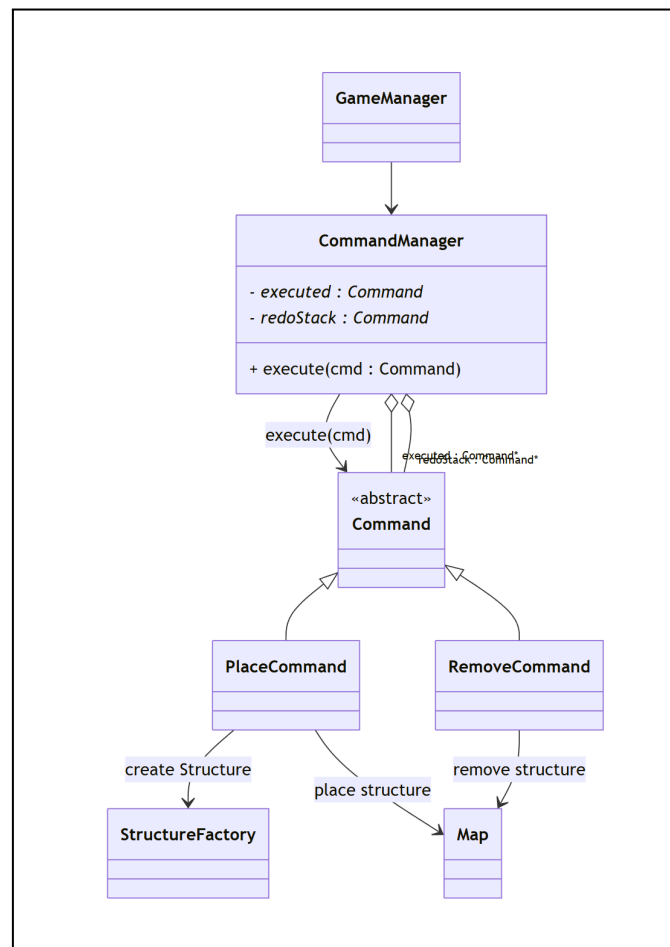 GameManager
CommandManager
- executed : Command
- redoStack : Command
+ execute(cmd : Command)
execute(cmd)
executed : Command*
redoStack : Command*
«abstract»
Command
PlaceCommand
RemoveCommand
create Structure
place structure
remove structure
StructureFactory
Map